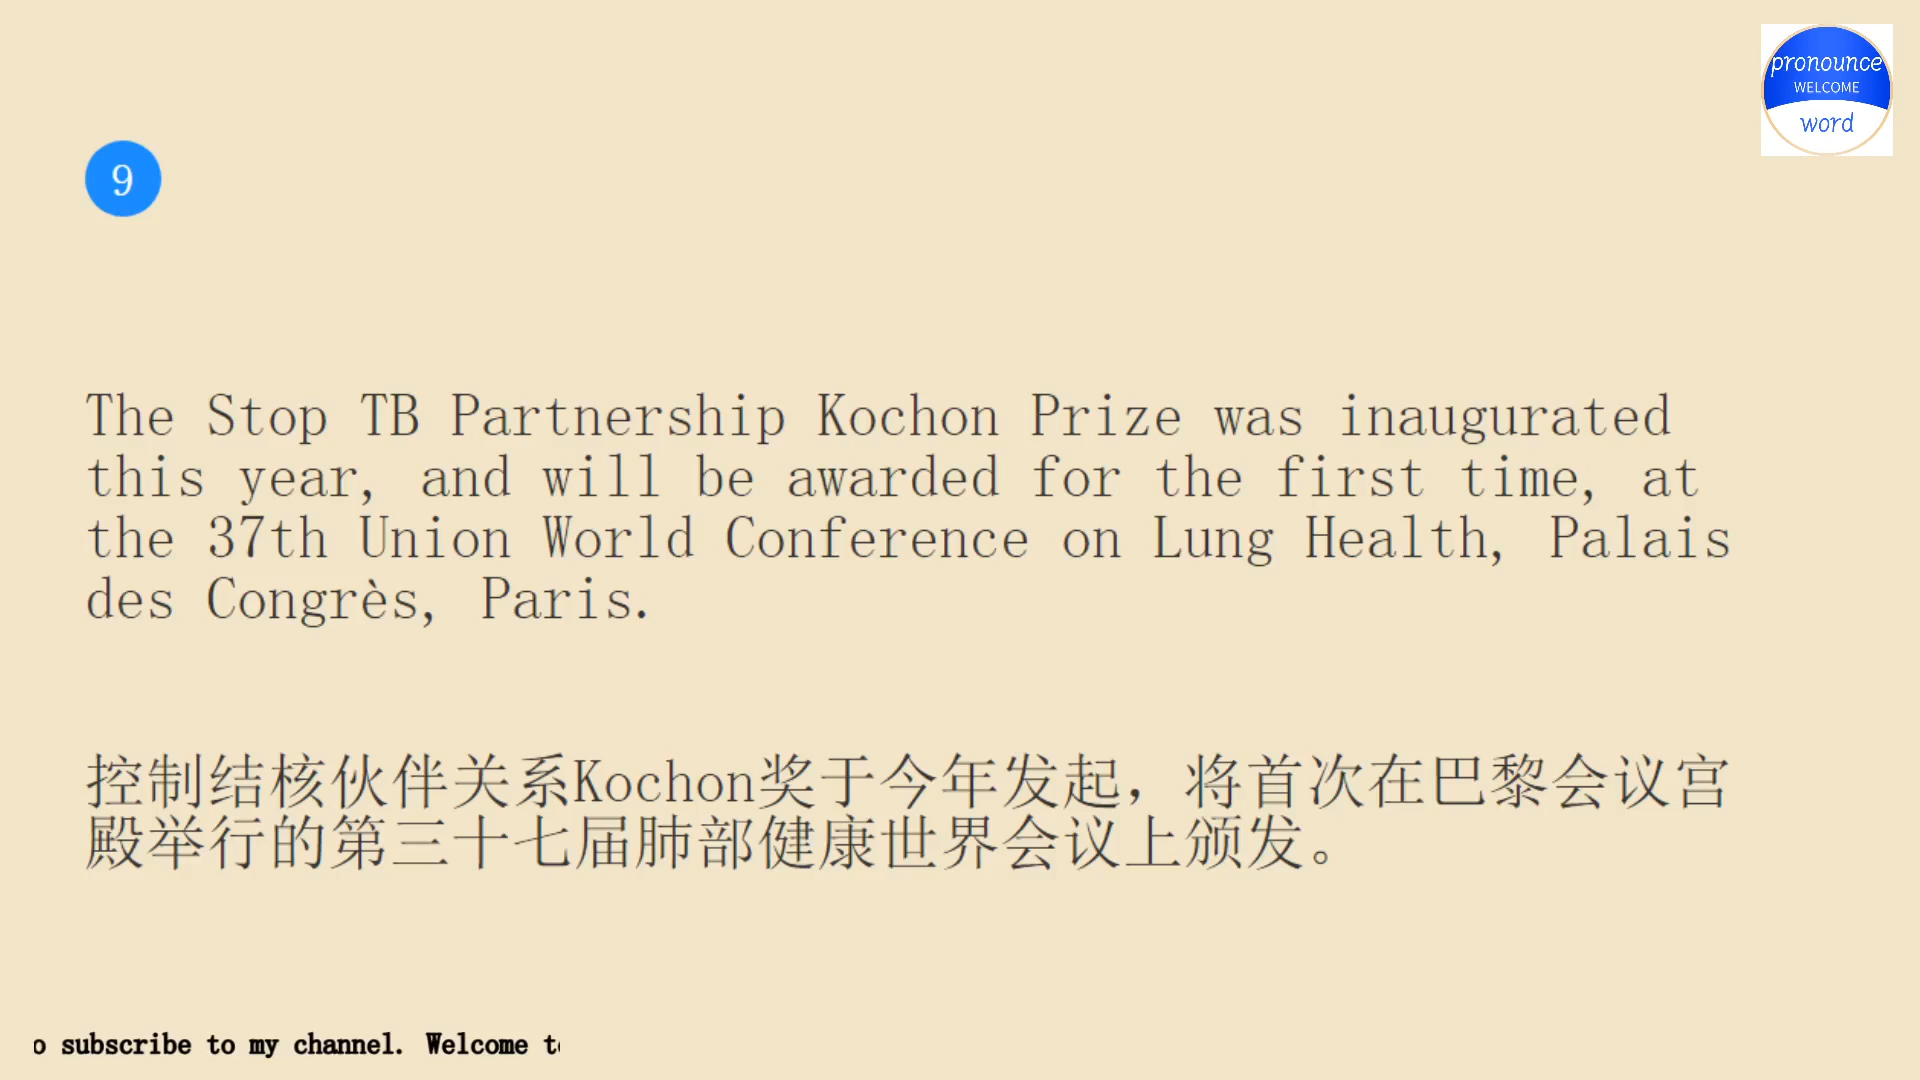 pronounce
WELCOME
word
9
The Stop TB Partnership Kochon Prize was inaugurated
this year, and will be awarded for the first time, at
the 37th Union World Conference on Lung Health, Palais
des Congrès, Paris.
控制结核伙伴关系Kochon奖于今年发起，将首次在巴黎会议宫
殿举行的第三十七届肺部健康世界会议上颁发。
o subscribe to my channel. Welcome t